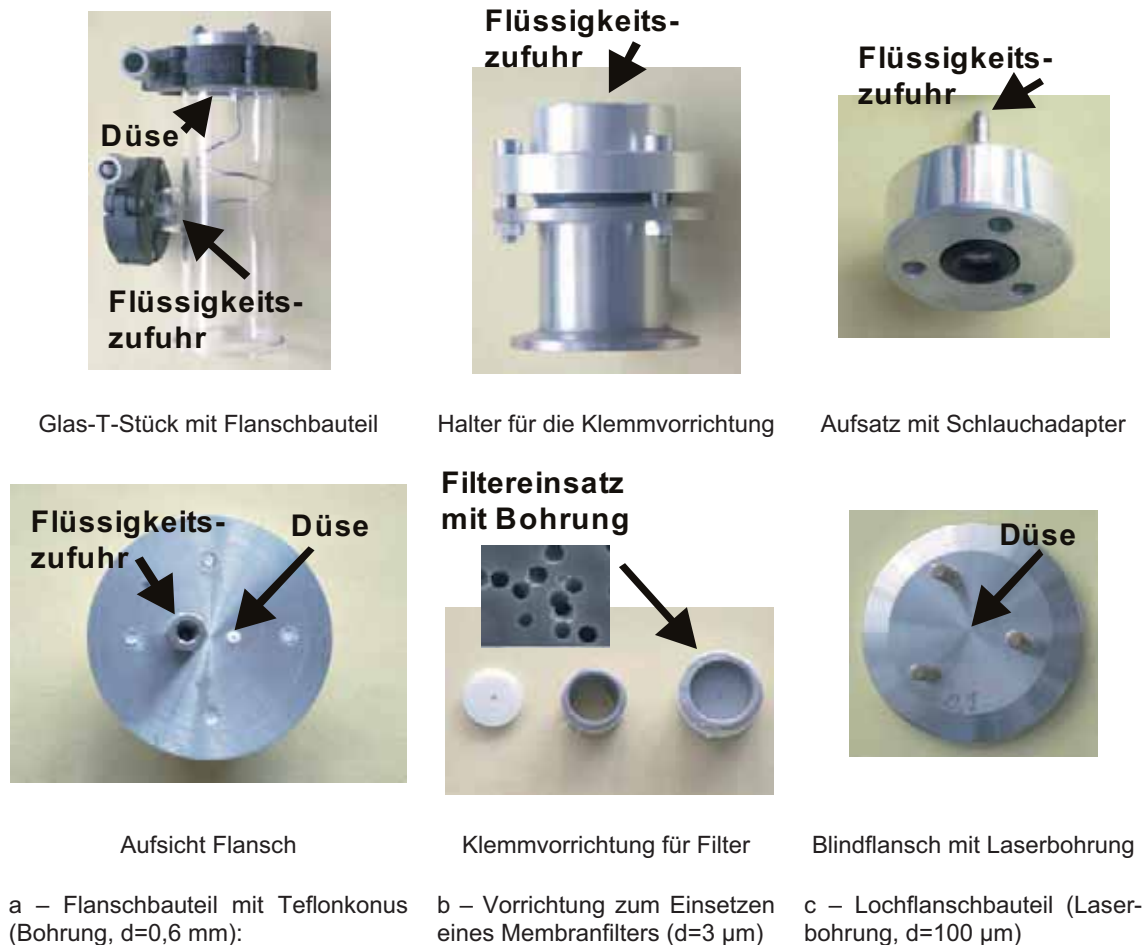 Flüssigkeits-
zufuhr
Flüssigkeits-
zufuhr
Düse
Flüssigkeits-
zufuhr
Glas-T-Stück mit Flanschbauteil
Halter für die Klemmvorrichtung
Aufsatz mit Schlauchadapter
Flüssigkeits-
zufuhr
Düse
Filtereinsatz
mit Bohrung
Düse
Aufsicht Flansch
Klemmvorrichtung für Filter
Blindflansch mit Laserbohrung
a – Flanschbauteil mit Teflonkonus
(Bohrung, d=0,6 mm):
b – Vorrichtung zum Einsetzen
eines Membranfilters (d=3 µm)
c – Lochflanschbauteil (Laser-
bohrung, d=100 µm)